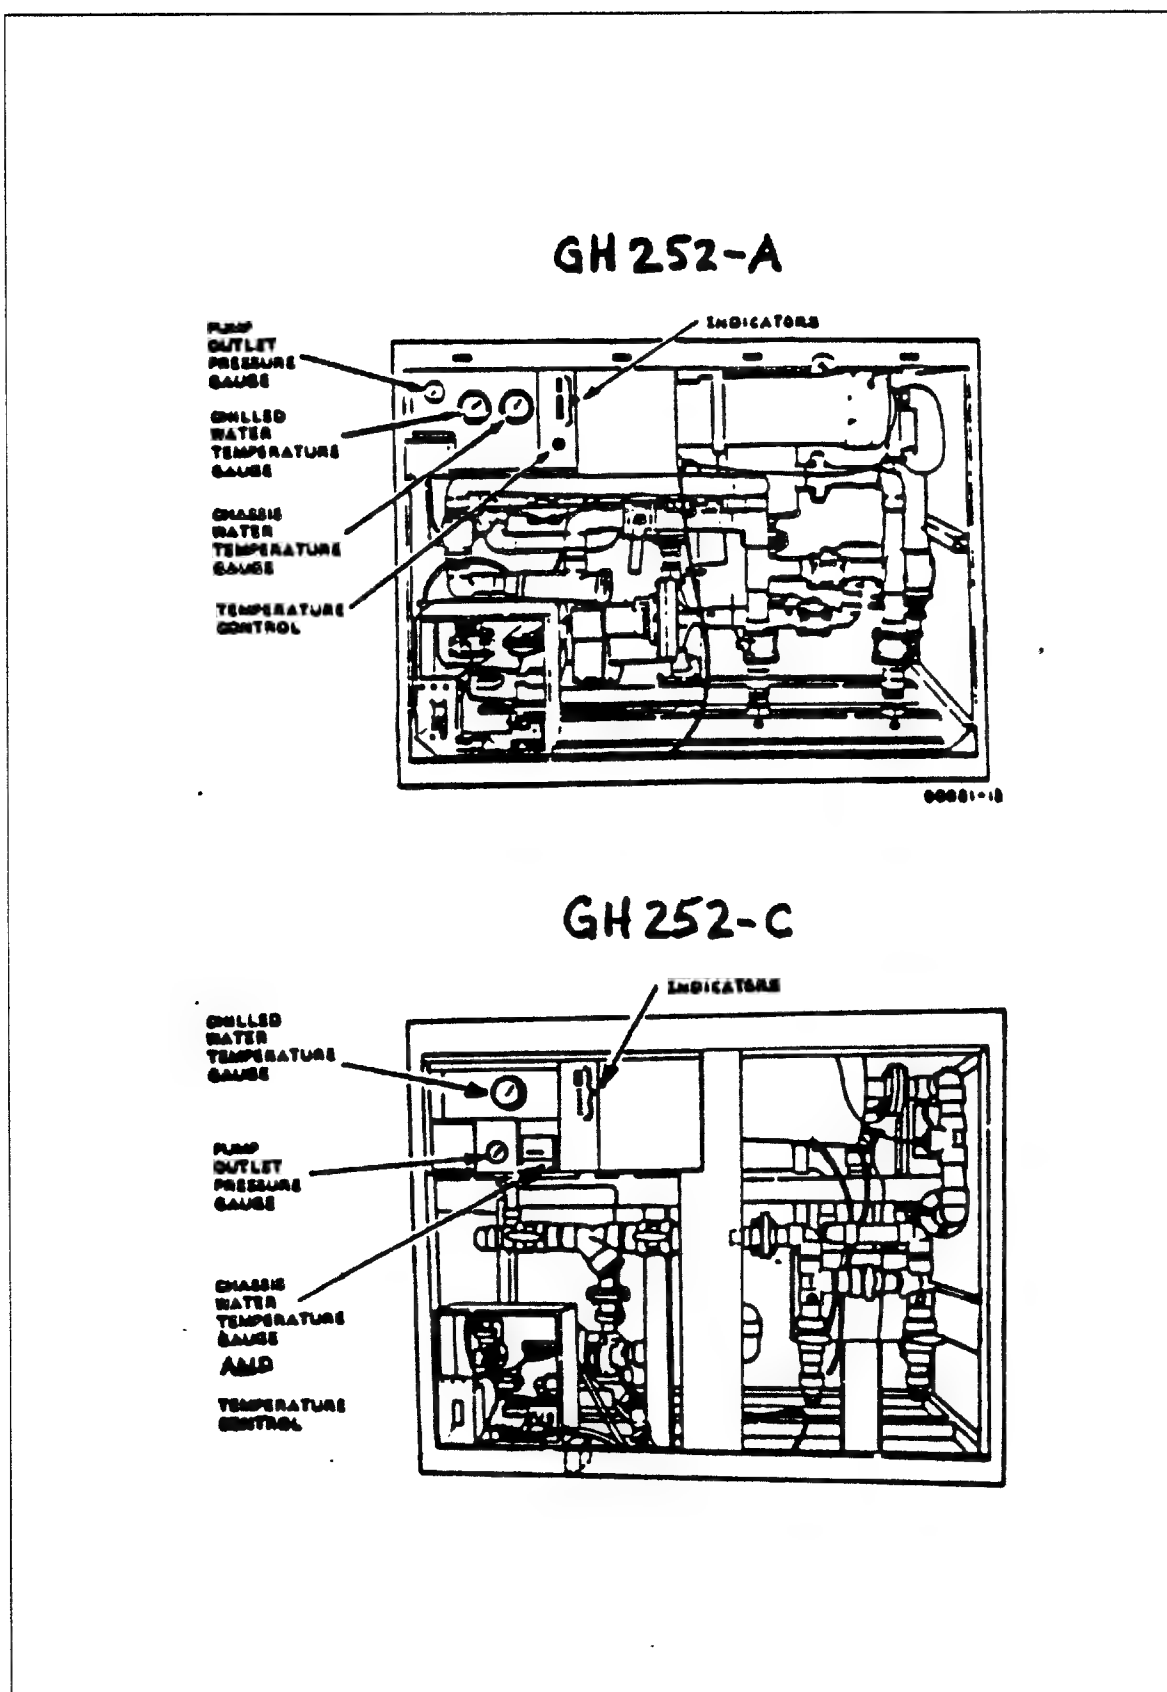 GH252-A
PUMP
OUTLET
PRESSURE
GAUGE
INDICATORS
CHILLED
WATER
TEMPERATURE
GAUGE
CHASSIS
WATER
TEMPERATURE
GAUGE
TEMPERATURE
CONTROL
GH252-C
INDICATORS
CHILLED
WATER
TEMPERATURE
GAUGE
PUMP
OUTLET
PRESSURE
GAUGE
CHASSIS
WATER
TEMPERATURE
GAUGE
AND
TEMPERATURE
CONTROL